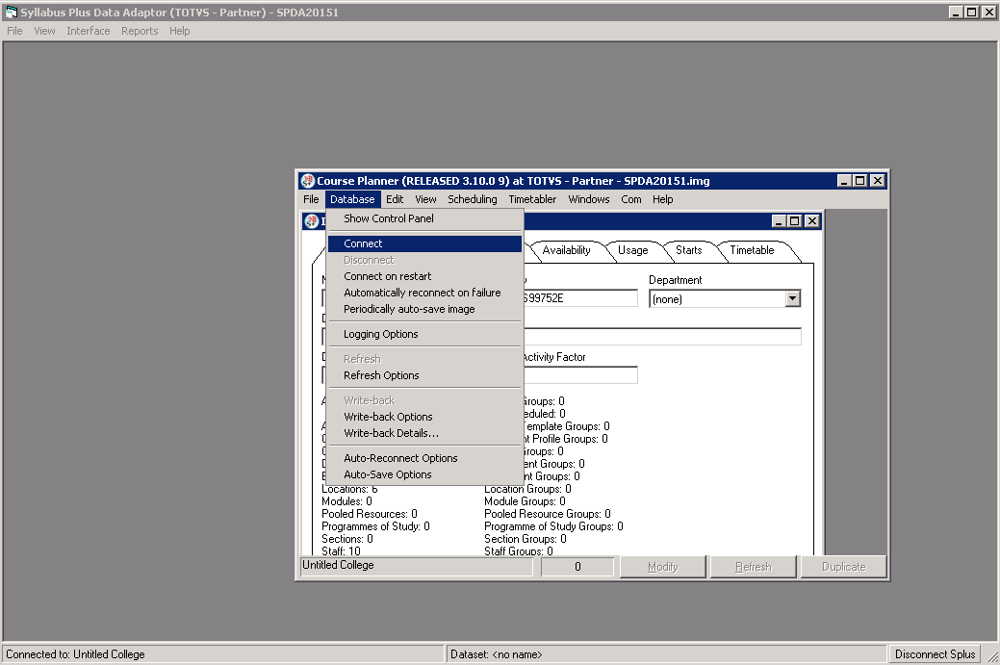 Syllabus Plus Data Adaptor (TOTVS - Partner) - SPDA20151
File View Interface Reports Help
Course Planner (RELEASED 3.10.0 9) at TOTVS - Partner - SPDA20151.img
File Database Edit View Scheduling Timetabler Windows Com Help
Show Control Panel
Connect
Disconnect
Connect on restart
Automatically reconnect on failure
Periodically auto-save image
Logging Options
Refresh
Refresh Options
Write-back
Write-back Options
Write-back Details...
Auto-Reconnect Options
Auto-Save Options
Availability Usage Starts Timetable
Department
699752E (none)
Activity Factor
Groups: 0
eduled: 0
Template Groups: 0
nt Profile Groups: 0
Groups: 0
ent Groups: 0
nt Groups: 0
Locations: 6 Location Groups: 0
Modules: 0 Module Groups: 0
Pooled Resources: 0 Pooled Resource Groups: 0
Programmes of Study: 0 Programme of Study Groups: 0
Sections: 0 Section Groups: 0
Staff: 10 Staff Groups: 0
Untitled College 0 Modify Refresh Duplicate
Connected to: Untitled College Dataset: <no name> Disconnect Splus